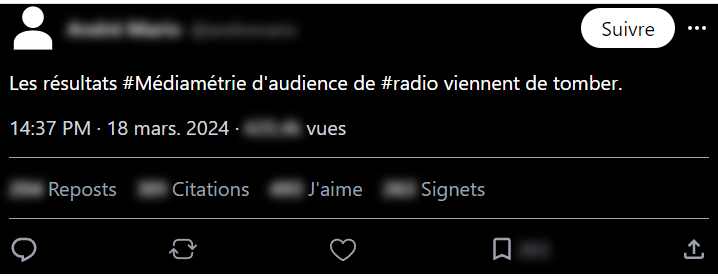 Suivre
Les résultats #Médiamétrie d'audience de #radio viennent de tomber.
14:37 PM · 18 mars. 2024 · vues
Reposts Citations J'aime Signets